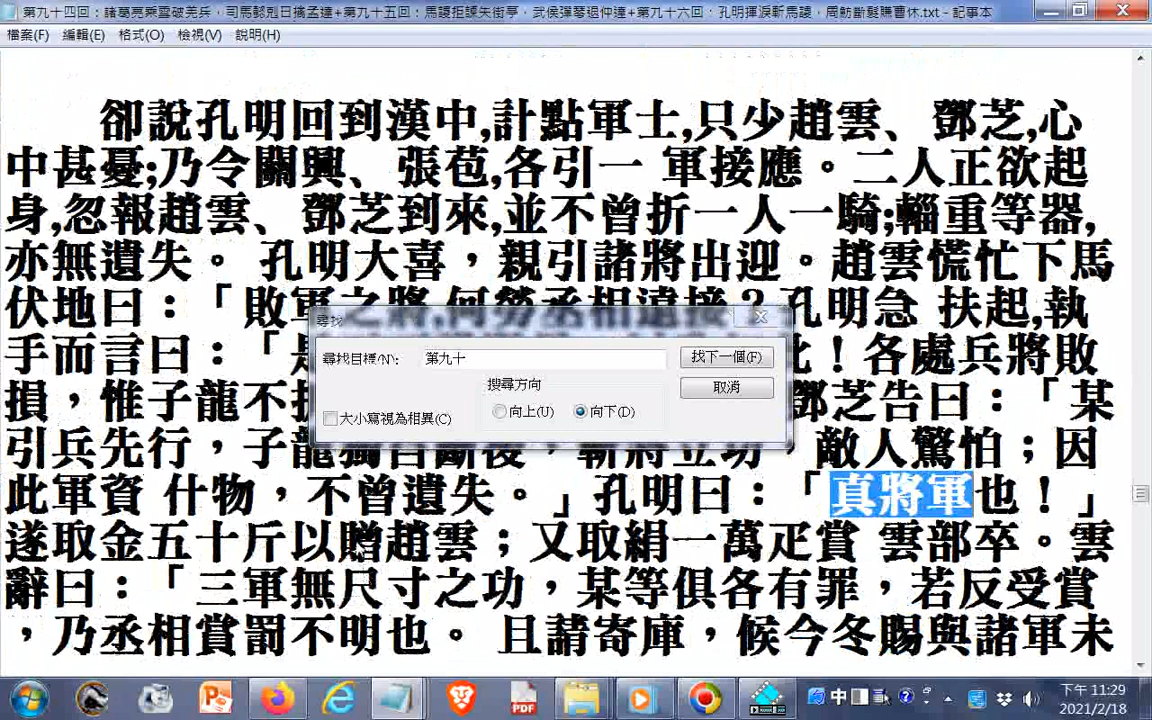 第九十四回：諸葛亮乘雪破羌兵，司馬懿剋日擒孟達+第九十五回：馬謖拒諫失街亭，武侯彈琴退仲達+第九十六回：孔明揮淚斬馬謖，周魴斷髮賺曹休.txt - 記事本
檔案(F) 編輯(E) 格式(O) 檢視(V) 說明(H)
卻說孔明回到漢中,計點軍士,只少趙雲、鄧芝,心
中甚憂;乃令關興、張苞,各引一 軍接應。二人正欲起
身,忽報趙雲、鄧芝到來,並不曾折一人一騎;輜重等器,
亦無遺失。 孔明大喜，親引諸將出迎。趙雲慌忙下馬
伏地曰：「敗軍之將,何勞丞相遠接？孔明急 扶起,執
手而言曰：「是
此！各處兵將敗
損，惟子龍不折
鄧芝告曰：「某
引兵先行，子龍獨自斷後，斬將立功，敵人驚怕；因
此軍資 什物，不曾遺失。」孔明曰：「真將軍也！」
遂取金五十斤以贈趙雲；又取絹一萬疋賞 雲部卒。雲
辭曰：「三軍無尺寸之功，某等俱各有罪，若反受賞
，乃丞相賞罰不明也。 且請寄庫，候今冬賜與諸軍未
尋找
尋找目標(N): 第九十 找下一個(F)
搜尋方向 取消
大小寫視為相異(C) 向上(U) 向下(D)
PDF
中
下午 11:29
2021/2/18